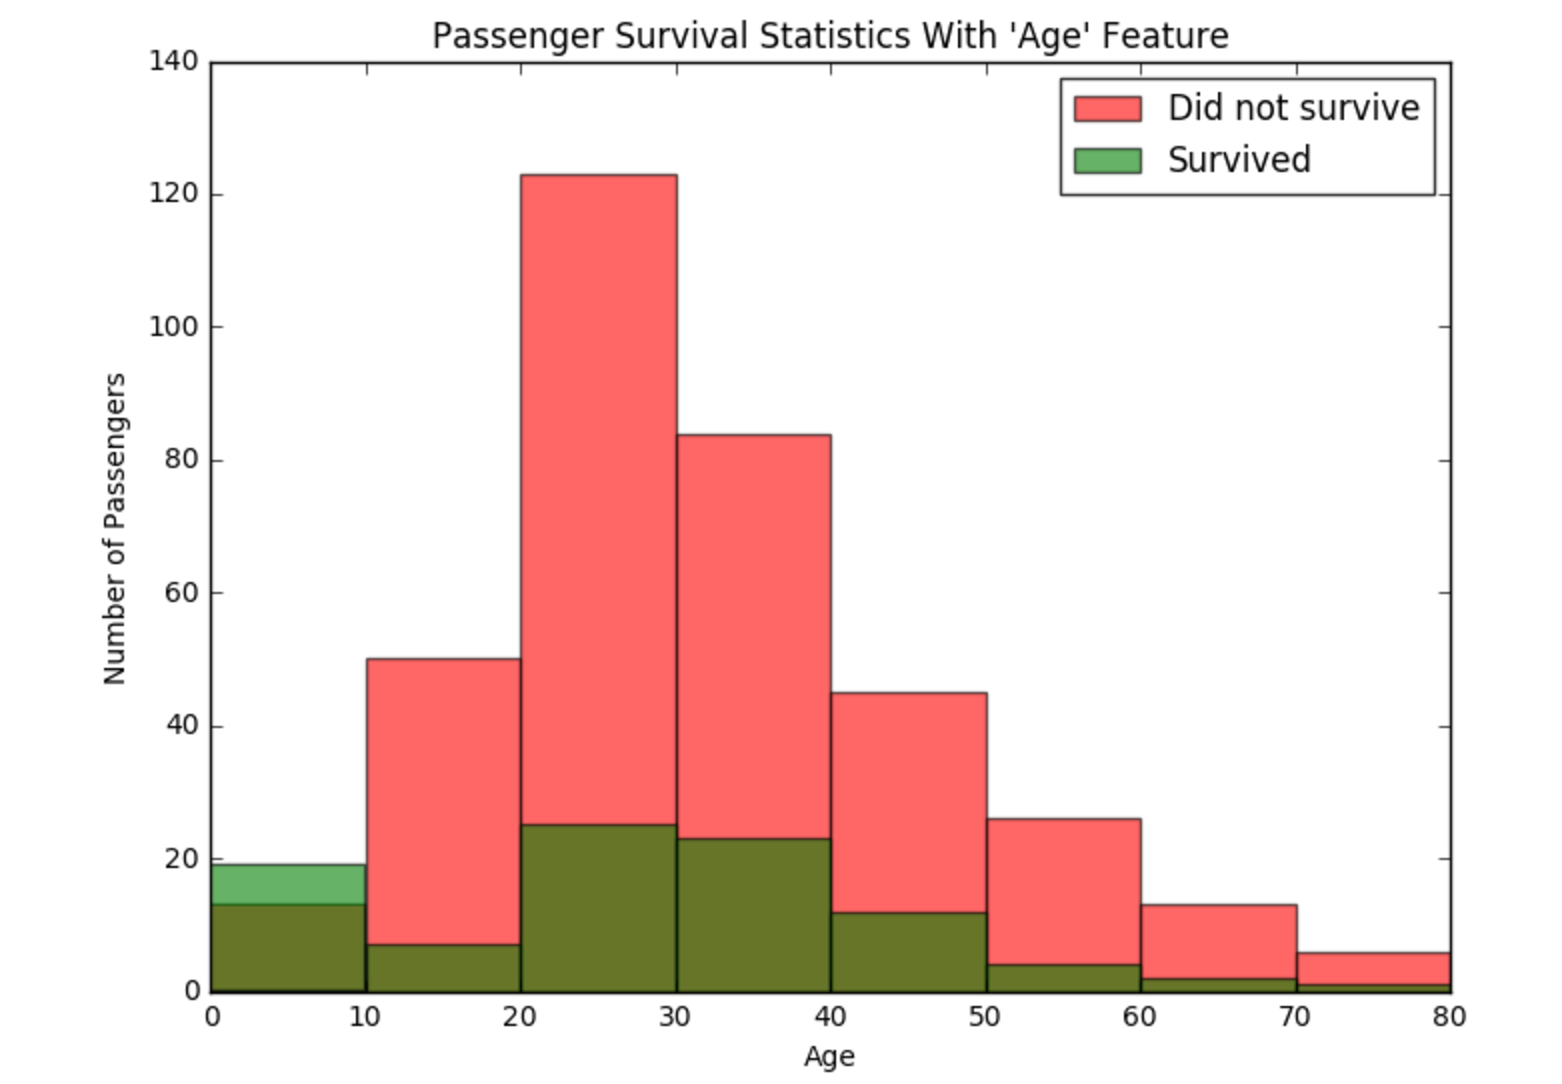 Passenger Survival Statistics With 'Age' Feature
Did not survive
Survived
140
120
100
80
60
40
20
0
Number of Passengers
0 10 20 30 40 50 60 70 80
Age